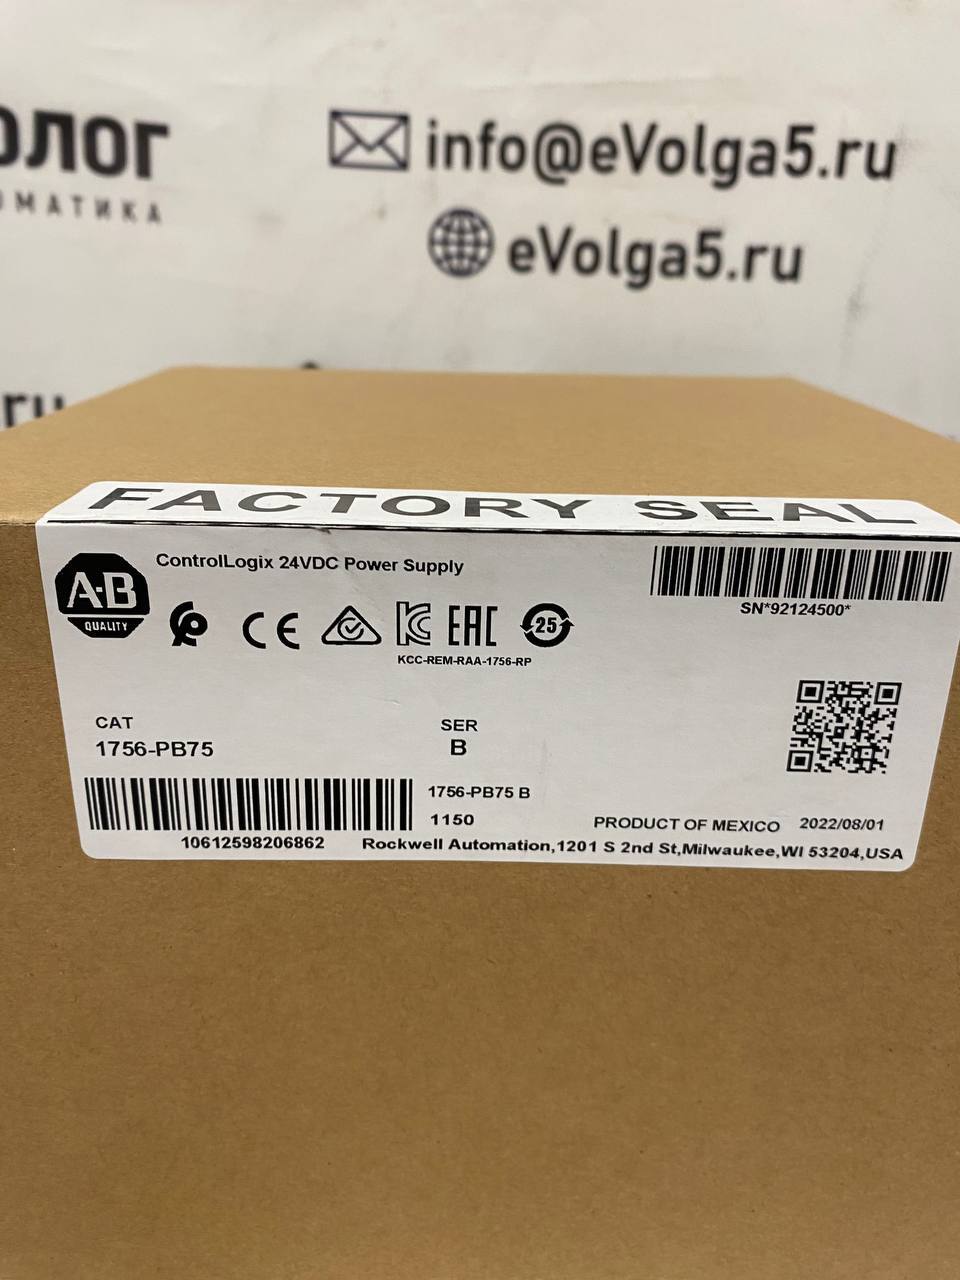 олог
info@eVolga5.ru
ОМАТИКА
eVolga5.ru
ru
FACTORY SEAL
ControlLogix 24VDC Power Supply
A-B
QUALITY
SN*92124500*
CE
EAC
25
KCC-REM-RAA-1756-RP
CAT
SER
1756-PB75
B
1756-PB75 B
1150
PRODUCT OF MEXICO 2022/08/01
10612598206862
Rockwell Automation,1201 S 2nd St,Milwaukee,WI 53204,USA